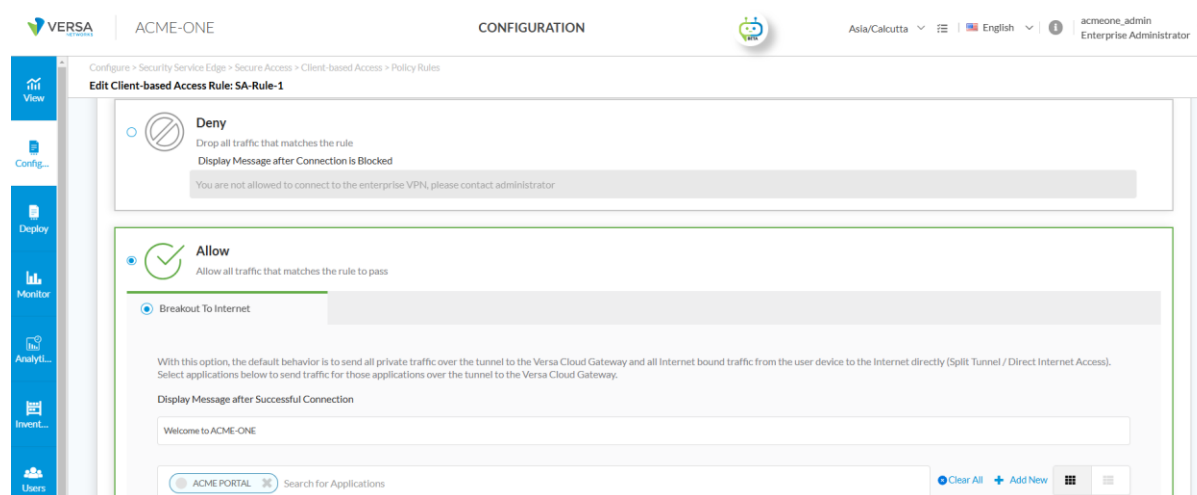 VERSA
NETWORKS
ACME-ONE
CONFIGURATION
BETA
Asia/Calcutta
English
acmeone_admin
Enterprise Administrator
Configure > Security Service Edge > Secure Access > Client-based Access > Policy Rules
Edit Client-based Access Rule: SA-Rule-1
View
Config...
Deploy
Monitor
Analyti...
Invent...
Users
Deny
Drop all traffic that matches the rule
Display Message after Connection is Blocked
You are not allowed to connect to the enterprise VPN, please contact administrator
Allow
Allow all traffic that matches the rule to pass
Breakout To Internet
With this option, the default behavior is to send all private traffic over the tunnel to the Versa Cloud Gateway and all Internet bound traffic from the user device to the Internet directly (Split Tunnel / Direct Internet Access).
Select applications below to send traffic for those applications over the tunnel to the Versa Cloud Gateway.
Display Message after Successful Connection
Welcome to ACME-ONE
ACME PORTAL Search for Applications
Clear All + Add New